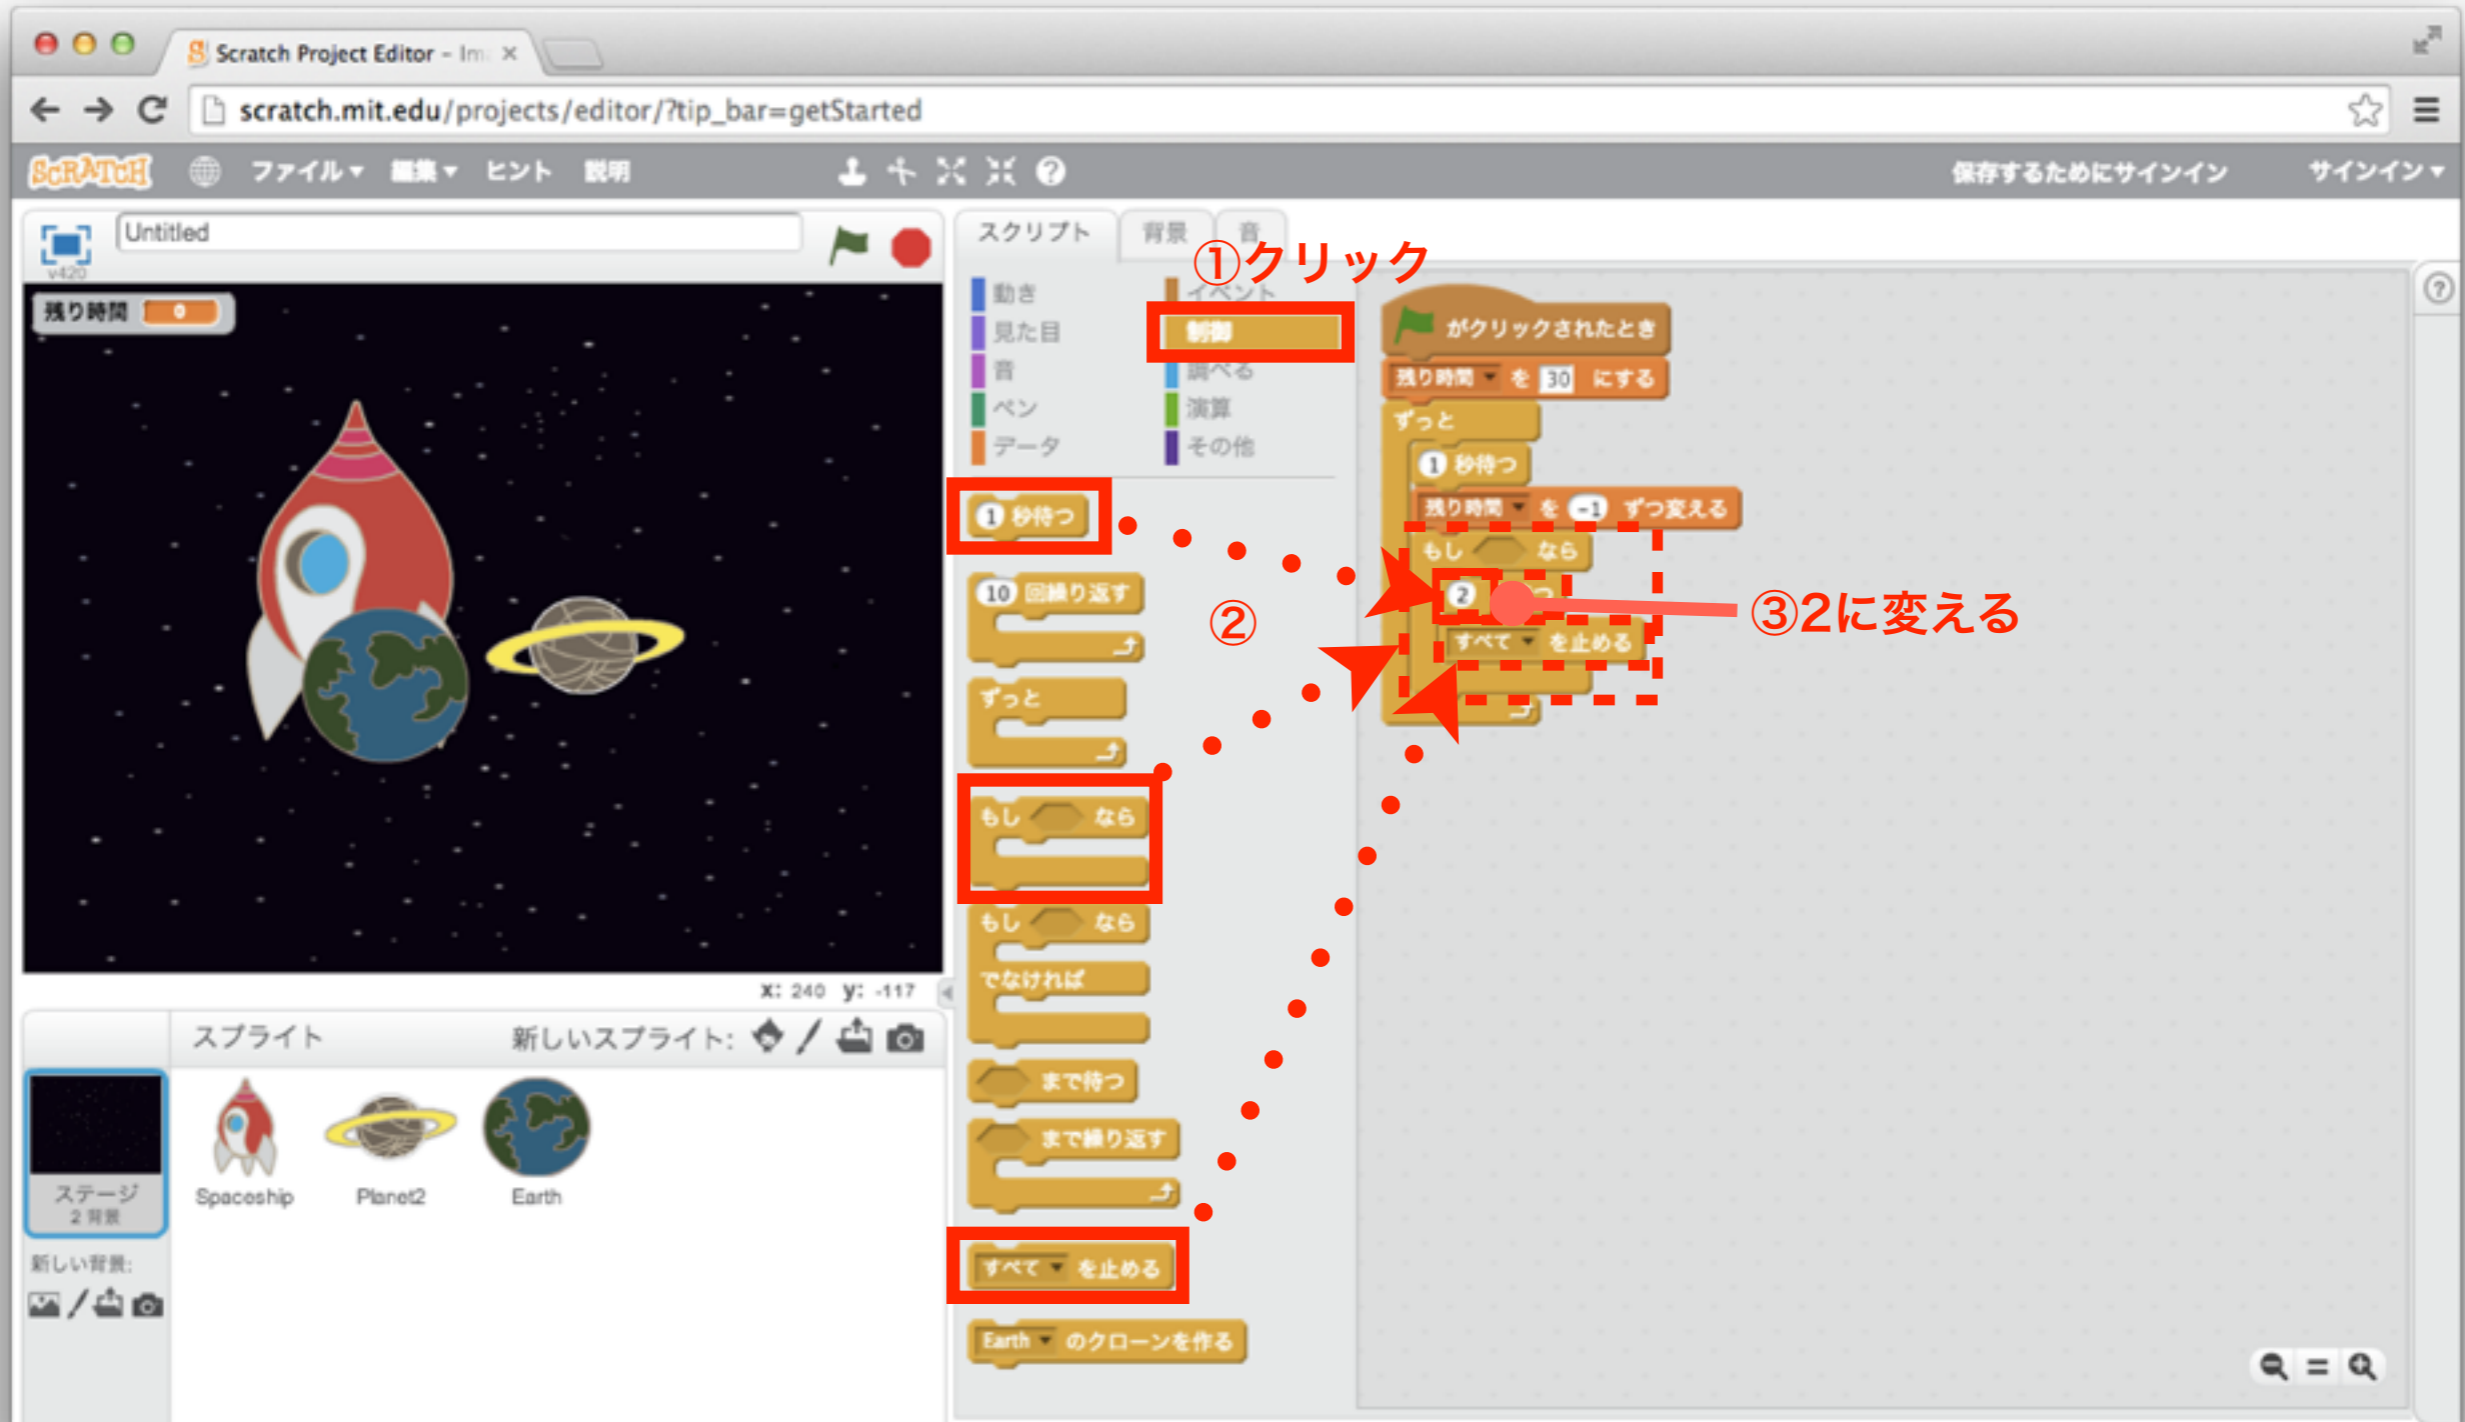 Scratch Project Editor - Im
scratch.mit.edu/projects/editor/?tip_bar=getStarted
SCRATCH
ファイル▼ 編集▼ ヒント 説明
保存するためにサインイン サインイン▼
v420
Untitled
残り時間 0
x: 240 y: -117
スプライト 新しいスプライト:
ステージ
2 背景
新しい背景:
Spaceship Planet2 Earth
スクリプト 背景 音
①クリック
動き イベント
見た目 制御
音 調べる
ペン 演算
データ その他
1 秒待つ
10 回繰り返す
ずっと
もし なら
もし なら
でなければ
まで待つ
まで繰り返す
すべて▼ を止める
Earth▼ のクローンを作る
②
がクリックされたとき
残り時間▼ を 30 にする
ずっと
1 秒待つ
残り時間▼ を -1 ずつ変える
もし なら
2 つ
すべて▼ を止める
③2に変える